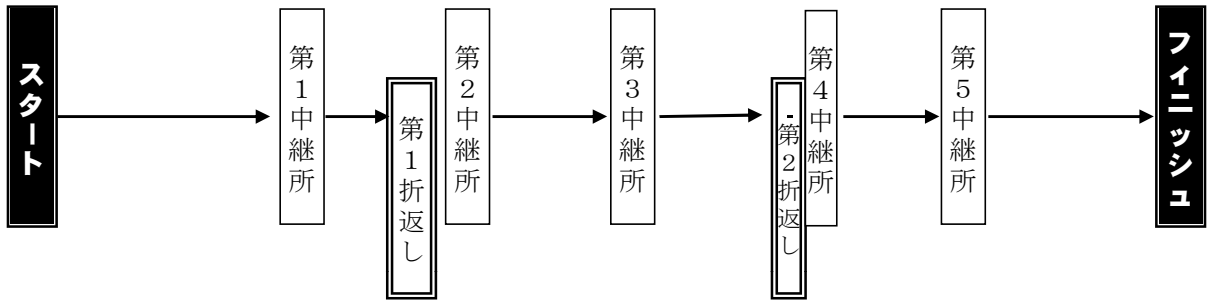 スタート
第1中継所
第1折返し
第2中継所
第3中継所
第2折返し
第4中継所
第5中継所
フィニッシュ